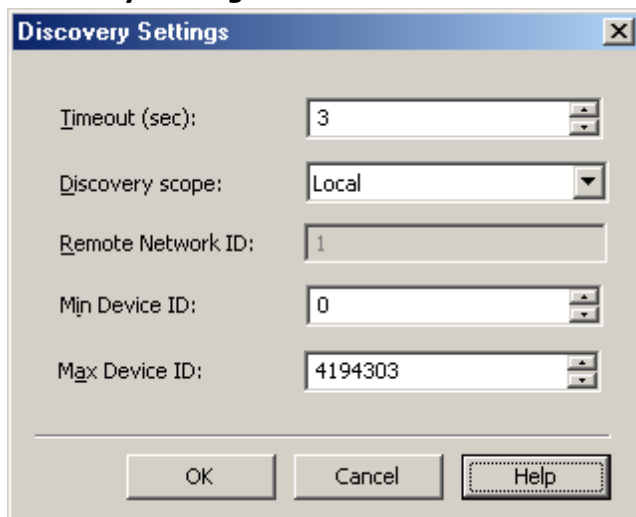 Discovery Settings
Timeout (sec): 3
Discovery scope: Local
Remote Network ID: 1
Min Device ID: 0
Max Device ID: 4194303
OK Cancel Help